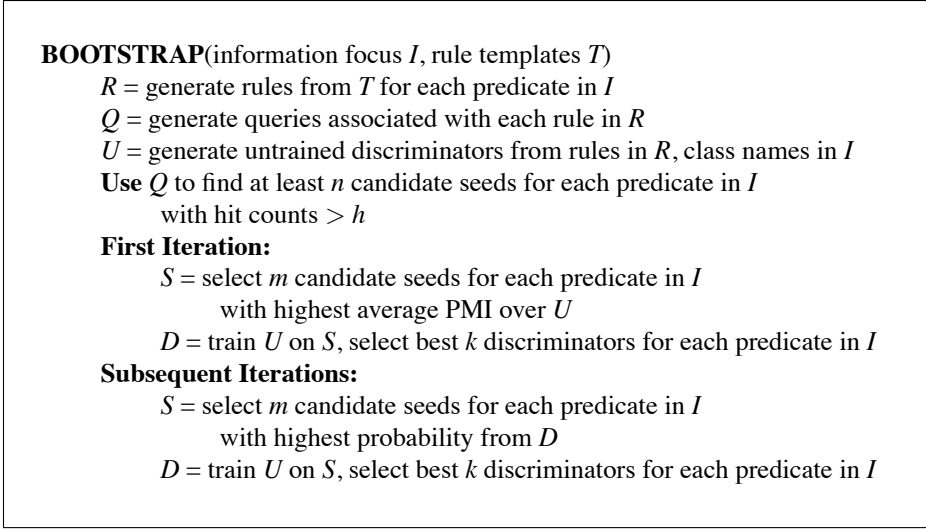 BOOTSTRAP(information focus I, rule templates T)
R = generate rules from T for each predicate in I
Q = generate queries associated with each rule in R
U = generate untrained discriminators from rules in R, class names in I
Use Q to find at least n candidate seeds for each predicate in I
with hit counts > h
First Iteration:
S = select m candidate seeds for each predicate in I
with highest average PMI over U
D = train U on S, select best k discriminators for each predicate in I
Subsequent Iterations:
S = select m candidate seeds for each predicate in I
with highest probability from D
D = train U on S, select best k discriminators for each predicate in I